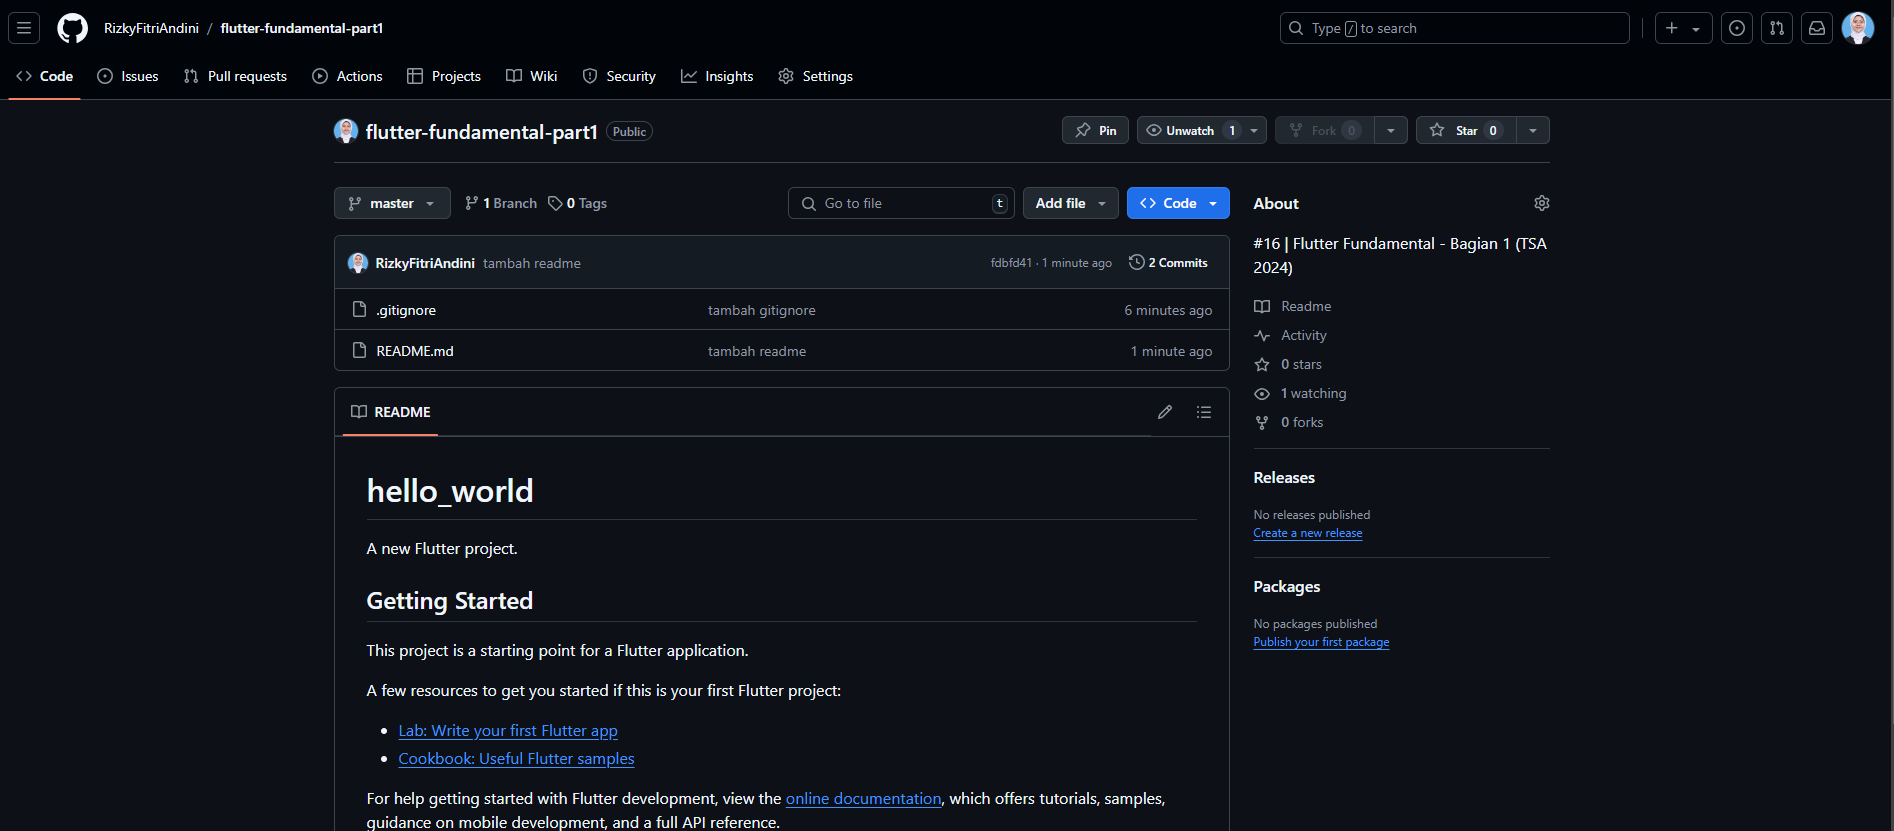 RizkyFitriAndini / flutter-fundamental-part1
Type / to search
Code Issues Pull requests Actions Projects Wiki Security Insights Settings
flutter-fundamental-part1 Public
Pin Unwatch 1 Fork 0 Star 0
master 1 Branch 0 Tags Go to file t Add file Code
RizkyFitriAndini tambah readme fdbfd41 · 1 minute ago 2 Commits
.gitignore tambah gitignore 6 minutes ago
README.md tambah readme 1 minute ago
README
hello_world
A new Flutter project.
Getting Started
This project is a starting point for a Flutter application.
A few resources to get you started if this is your first Flutter project:
• Lab: Write your first Flutter app
• Cookbook: Useful Flutter samples
For help getting started with Flutter development, view the online documentation, which offers tutorials, samples,
guidance on mobile development, and a full API reference.
About
#16 | Flutter Fundamental - Bagian 1 (TSA
2024)
Readme
Activity
0 stars
1 watching
0 forks
Releases
No releases published
Create a new release
Packages
No packages published
Publish your first package